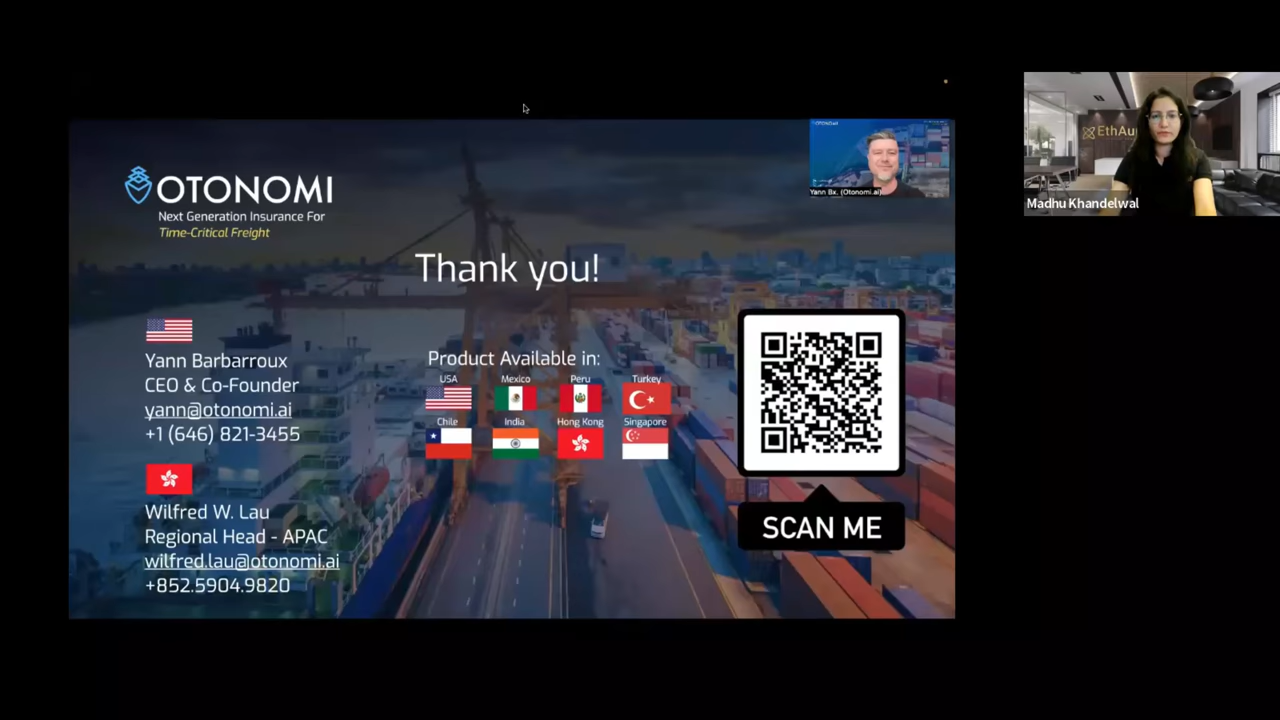 OTONOMI
Next Generation Insurance For
Time-Critical Freight
OTONOMI
Yann Bx. (Otonomi.ai)
Thank you!
Yann Barbarroux
CEO & Co-Founder
yann@otonomi.ai
+1 (646) 821-3455
Wilfred W. Lau
Regional Head - APAC
wilfred.lau@otonomi.ai
+852.5904.9820
Product Available in:
USA Mexico Peru Turkey
Chile India Hong Kong Singapore
SCAN ME
EthAu
Madhu Khandelwal